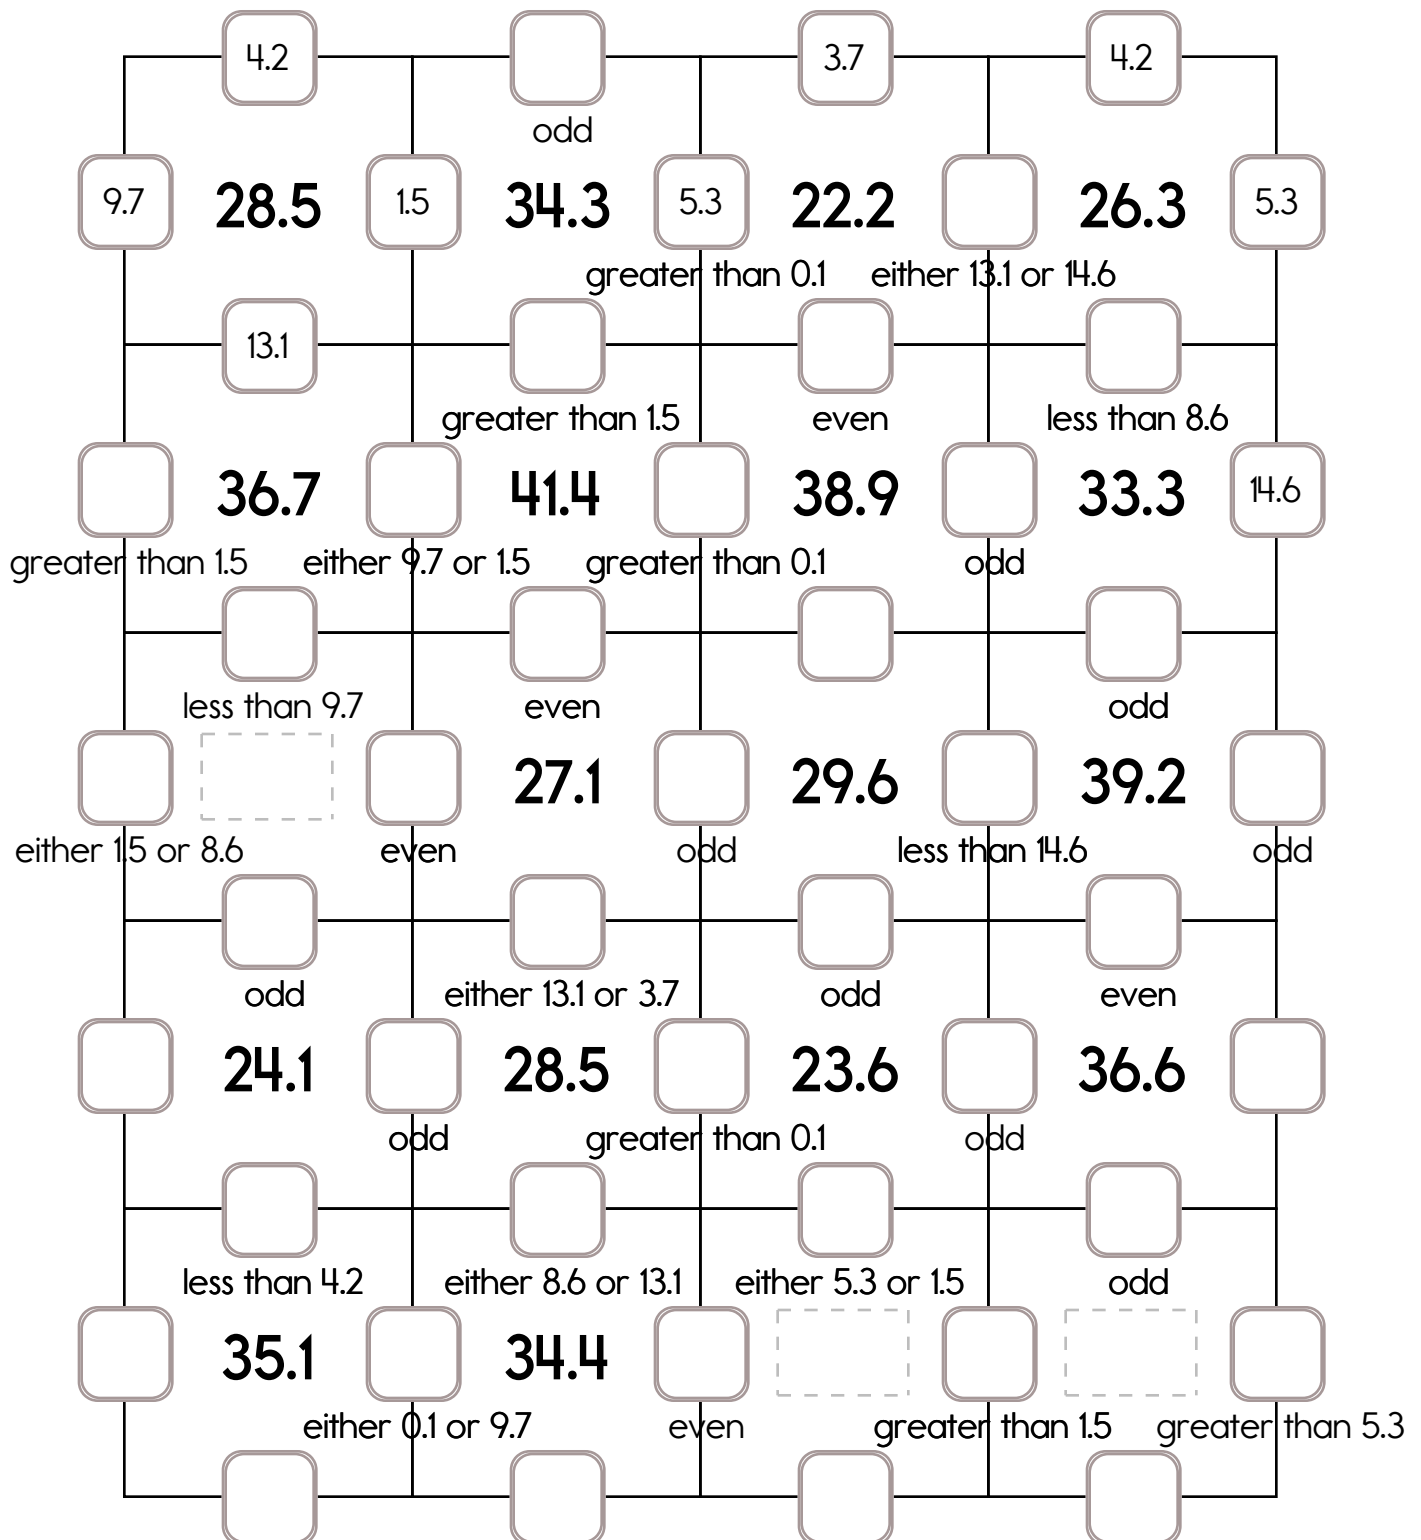 4.2 3.7 4.2
odd
9.7 28.5 1.5 34.3 5.3 22.2 26.3 5.3
greater than 0.1 either 13.1 or 14.6
13.1
greater than 1.5 even less than 8.6
36.7 41.4 38.9 33.3 14.6
greater than 1.5 either 9.7 or 1.5 greater than 0.1 odd
less than 9.7 even odd
27.1 29.6 39.2
either 1.5 or 8.6 even odd less than 14.6 odd
odd either 13.1 or 3.7 odd even
24.1 28.5 23.6 36.6
odd greater than 0.1 odd
less than 4.2 either 8.6 or 13.1 either 5.3 or 1.5 odd
35.1 34.4
either 0.1 or 9.7 even greater than 1.5 greater than 5.3